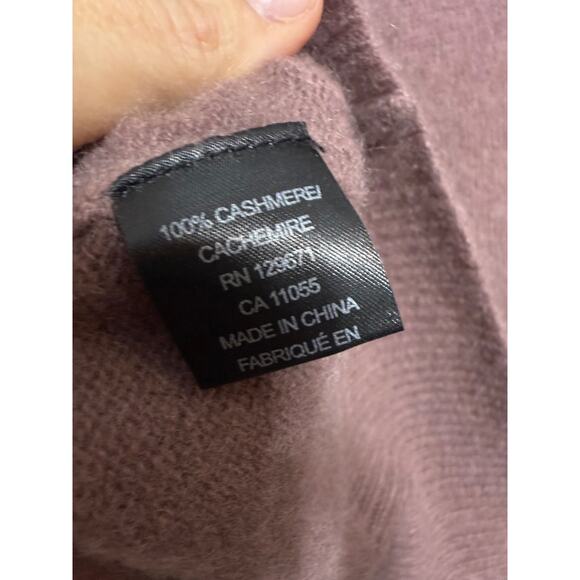 100% CASHMERE/
CACHEMIRE
RN 129671
CA 11055
MADE IN CHINA
FABRIQUÉ EN